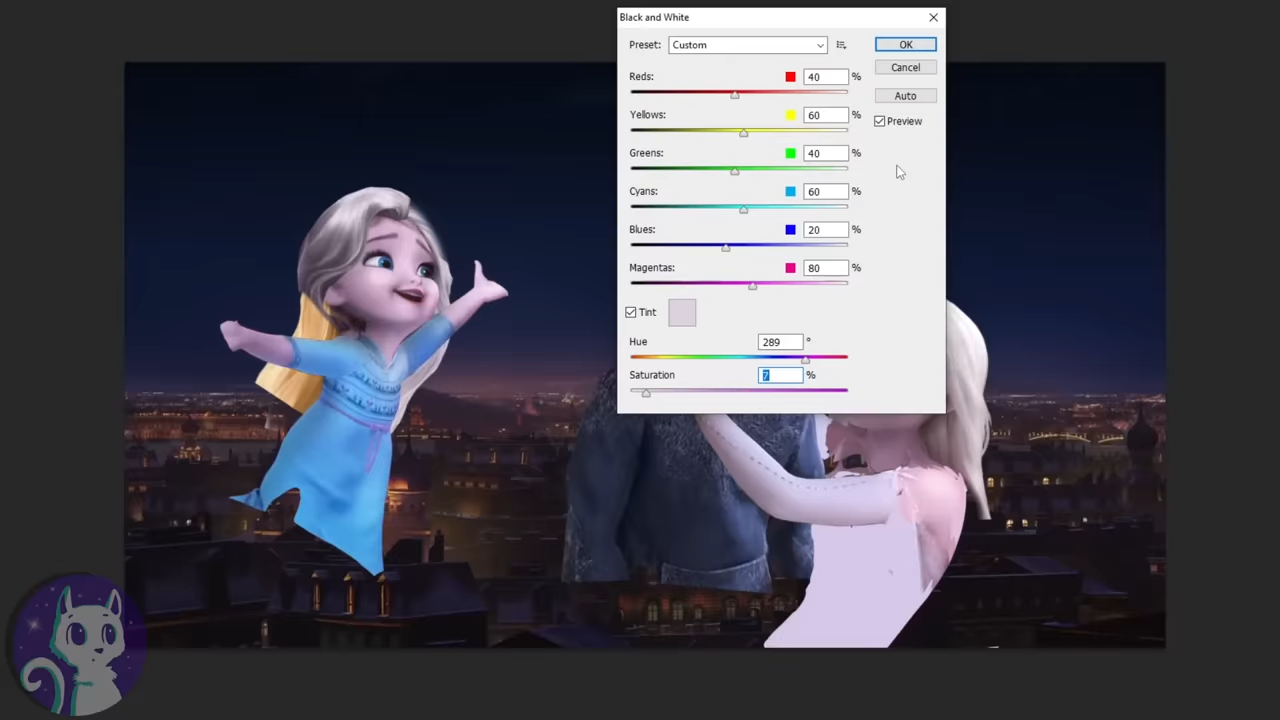 Black and White
Preset: Custom
OK
Cancel
Auto
Preview
Reds: 40 %
Yellows: 60 %
Greens: 40 %
Cyans: 60 %
Blues: 20 %
Magentas: 80 %
Tint
Hue 289 °
Saturation 7 %